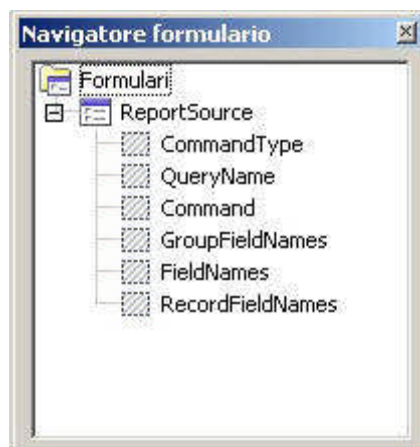 Navigatore formulario
Formulari
ReportSource
CommandType
QueryName
Command
GroupFieldNames
FieldNames
RecordFieldNames